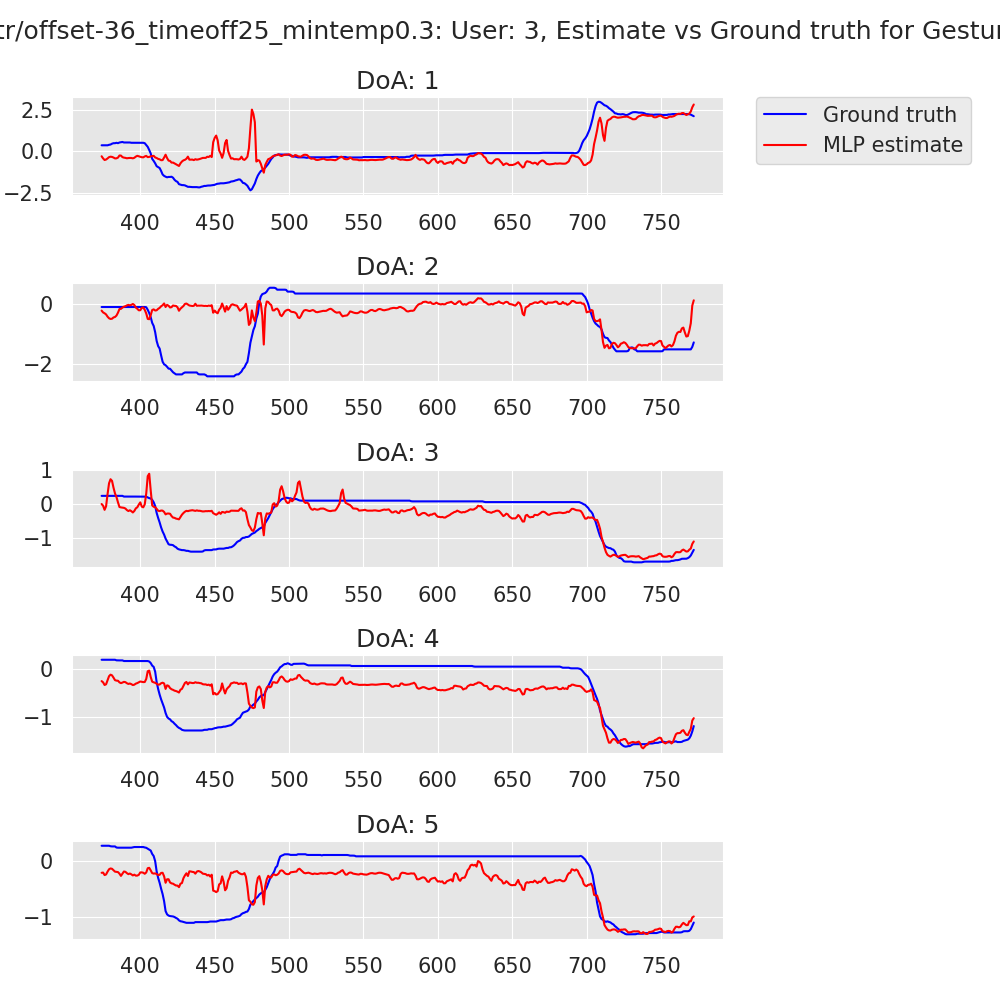 tr/offset-36_timeoff25_mintemp0.3: User: 3, Estimate vs Ground truth for Gestur
DoA: 1
2.5
0.0
−2.5
400 450 500 550 600 650 700 750
Ground truth
MLP estimate
DoA: 2
0
−2
400 450 500 550 600 650 700 750
DoA: 3
1
0
−1
400 450 500 550 600 650 700 750
DoA: 4
0
−1
400 450 500 550 600 650 700 750
DoA: 5
0
−1
400 450 500 550 600 650 700 750